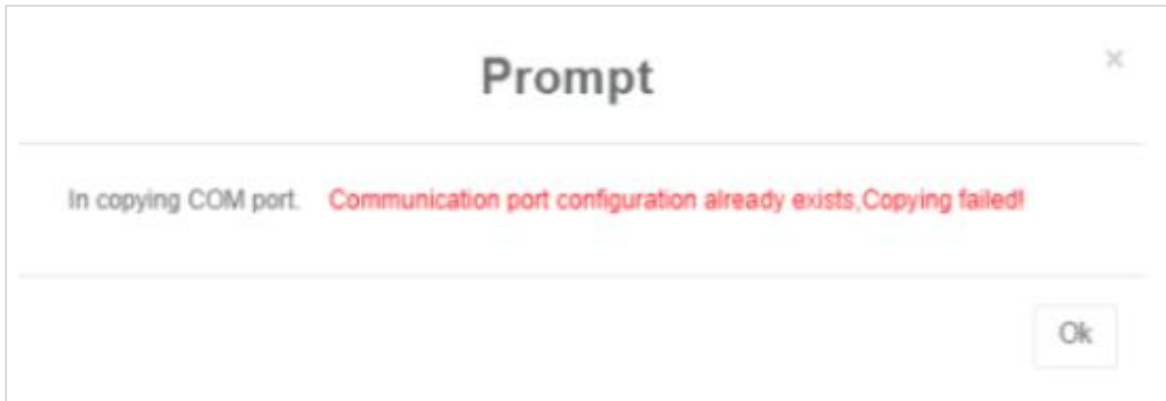 Prompt
×
In copying COM port. Communication port configuration already exists,Copying failed!
Ok